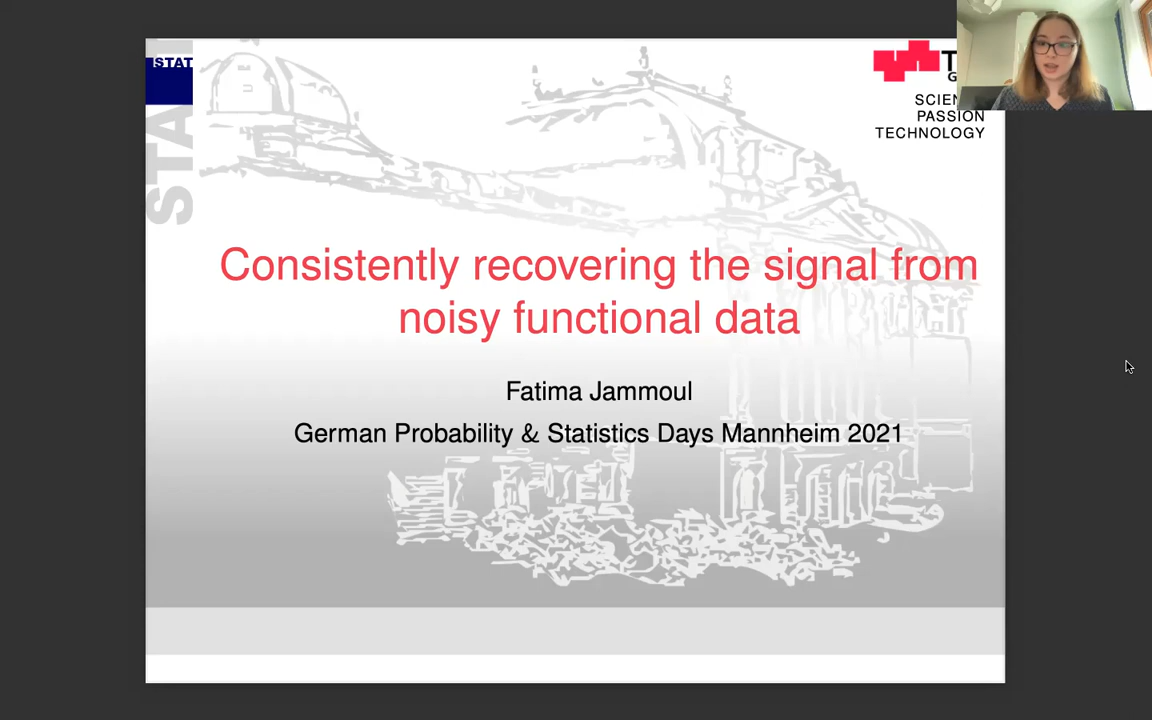 STAT
STAT
SCIEN
PASSION
TECHNOLOGY
Consistently recovering the signal from
noisy functional data
Fatima Jammoul
German Probability & Statistics Days Mannheim 2021